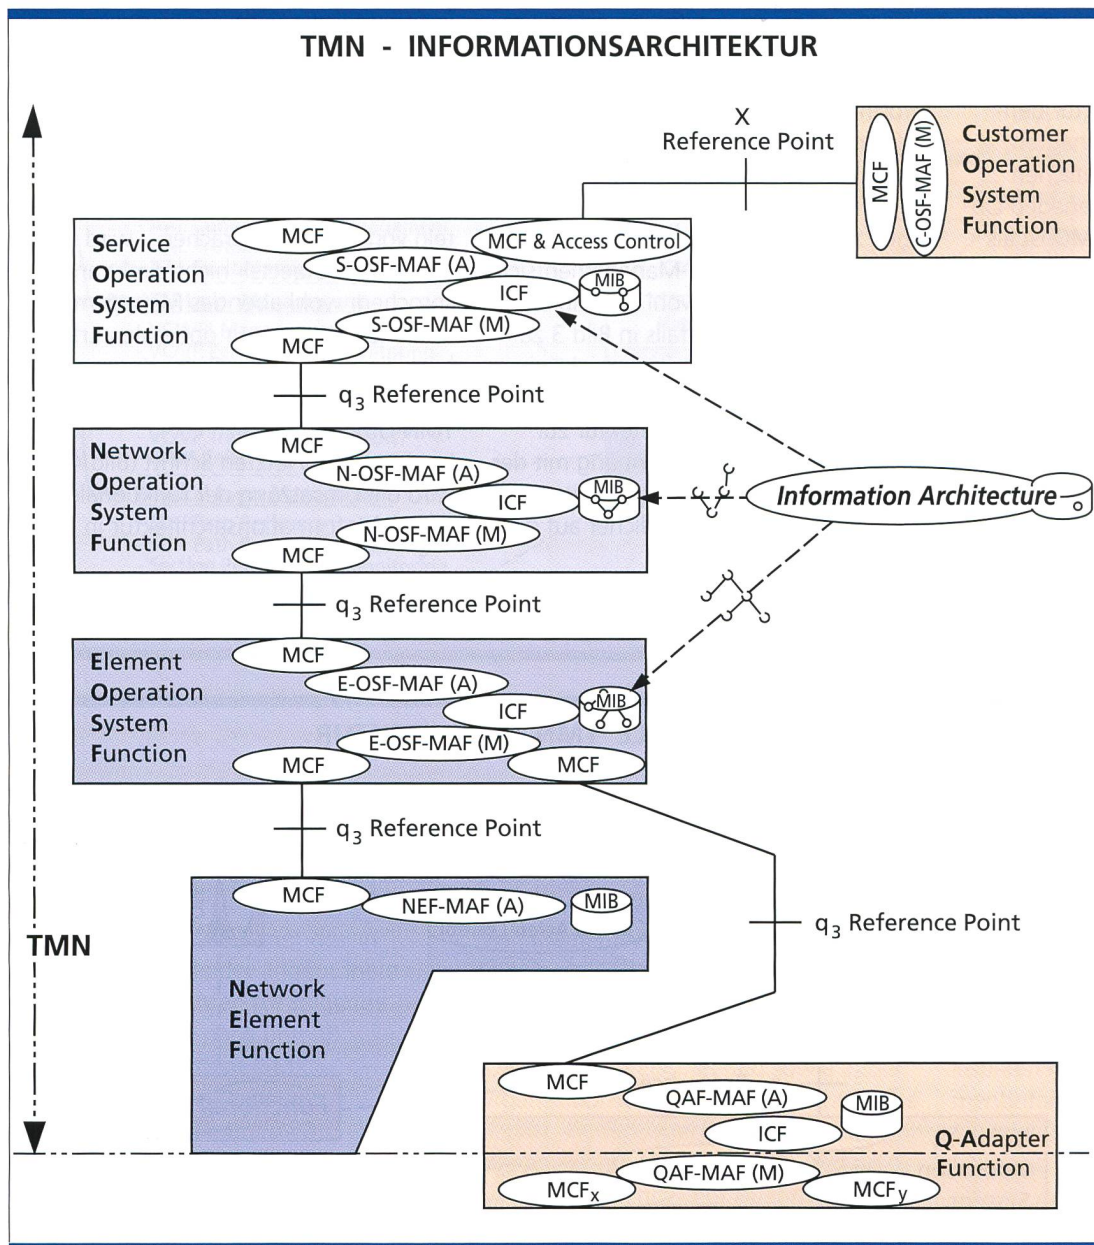 TMN - INFORMATIONSARCHITEKTUR
X
Reference Point
MCF
C-OSF-MAF (M)
Customer
Operation
System
Function
Service
Operation
System
Function
MCF
MCF & Access Control
S-OSF-MAF (A)
ICF
MIB
S-OSF-MAF (M)
MCF
q3 Reference Point
Network
Operation
System
Function
MCF
N-OSF-MAF (A)
ICF
MIB
N-OSF-MAF (M)
MCF
Information Architecture
q3 Reference Point
Element
Operation
System
Function
MCF
E-OSF-MAF (A)
ICF
MIB
E-OSF-MAF (M)
MCF
MCF
q3 Reference Point
MCF
NEF-MAF (A)
MIB
q3 Reference Point
TMN
Network
Element
Function
MCF
QAF-MAF (A)
MIB
ICF
QAF-MAF (M)
MCFx
MCFy
Q-Adapter
Function